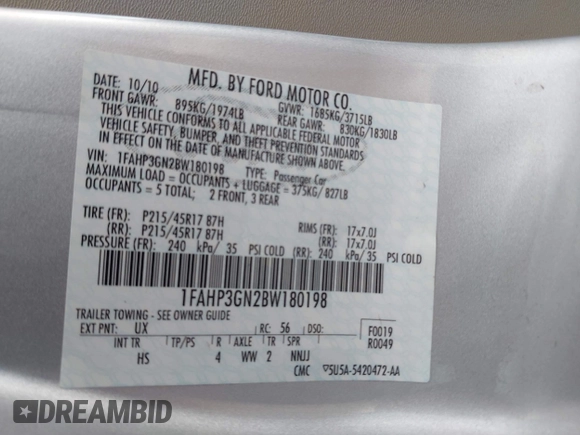 MFD. BY FORD MOTOR CO.
DATE: 10/10 GVWR: 1685KG/3715LB
FRONT GAWR: 895KG/1974LB REAR GAWR: 830KG/1830LB
THIS VEHICLE CONFORMS TO ALL APPLICABLE FEDERAL MOTOR
VEHICLE SAFETY, BUMPER, AND THEFT PREVENTION STANDARDS
IN EFFECT ON THE DATE OF MANUFACTURE SHOWN ABOVE.
VIN: 1FAHP3GN2BW180198 TYPE: Passenger Car
MAXIMUM LOAD = OCCUPANTS + LUGGAGE = 375KG/ 827LB
OCCUPANTS = 5 TOTAL; 2 FRONT, 3 REAR
TIRE (FR): P215/45R17 87H RIMS (FR): 17x7.0J
(RR): P215/45R17 87H (RR): 17x7.0J
PRESSURE (FR): 240 kPa/ 35 PSI COLD (RR): 240 kPa/ 35 PSI COLD
1FAHP3GN2BW180198
TRAILER TOWING - SEE OWNER GUIDE
EXT PNT: UX RC: 56 DSO: F0019
INT TR TP/PS R AXLE TR SPR R0049
HS 4 WW 2 NNJJ
CMC ▽5U5A-5420472-AA
DREAMBID